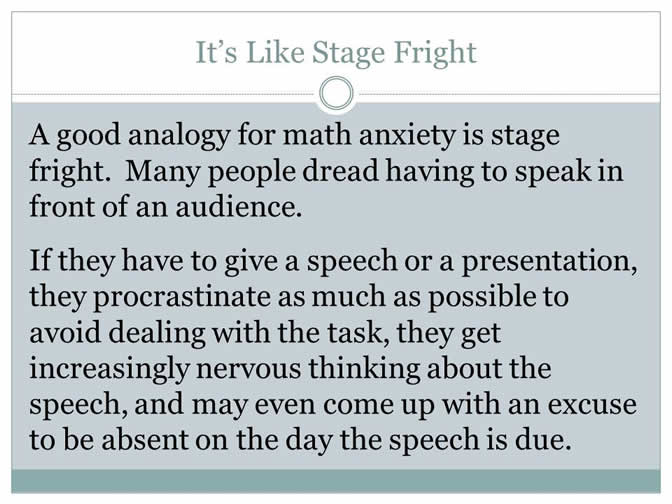 It’s Like Stage Fright
A good analogy for math anxiety is stage
fright.  Many people dread having to speak in
front of an audience.
If they have to give a speech or a presentation,
they procrastinate as much as possible to
avoid dealing with the task, they get
increasingly nervous thinking about the
speech, and may even come up with an excuse
to be absent on the day the speech is due.